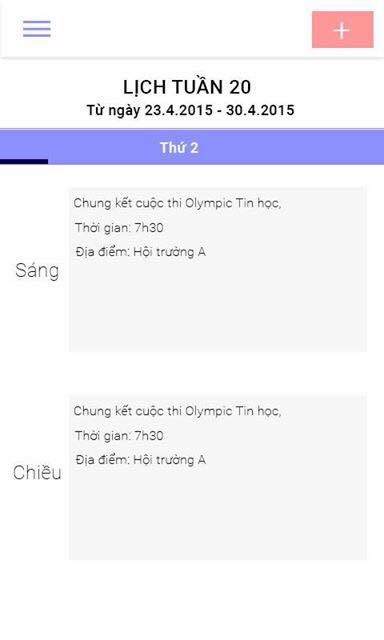 +
LỊCH TUẦN 20
Từ ngày 23.4.2015 - 30.4.2015
Thứ 2
Sáng
Chung kết cuộc thi Olympic Tin học,
Thời gian: 7h30
Địa điểm: Hội trường A
Chiều
Chung kết cuộc thi Olympic Tin học,
Thời gian: 7h30
Địa điểm: Hội trường A